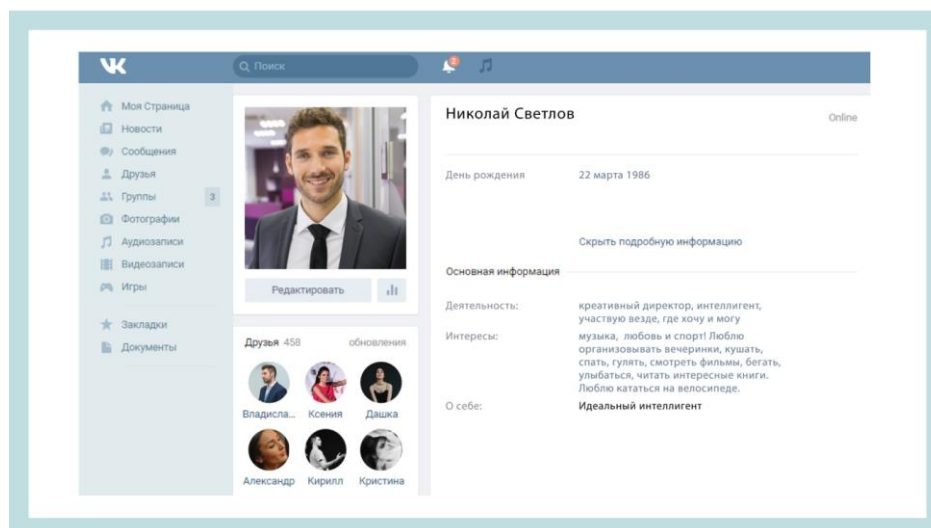 VK
Поиск
2
Моя Страница
Новости
Сообщения
Друзья
Группы 3
Фотографии
Аудиозаписи
Видеозаписи
Игры
Закладки
Документы
Редактировать
Друзья 458 обновления
Владисла... Ксения Дашка
Александр Кирилл Кристина
Николай Светлов Online
День рождения 22 марта 1986
Скрыть подробную информацию
Основная информация
Деятельность: креативный директор, интеллигент,
участвую везде, где хочу и могу
Интересы: музыка, любовь и спорт! Люблю
организовывать вечеринки, кушать,
спать, гулять, смотреть фильмы, бегать,
улыбаться, читать интересные книги.
Люблю кататься на велосипеде.
О себе: Идеальный интеллигент